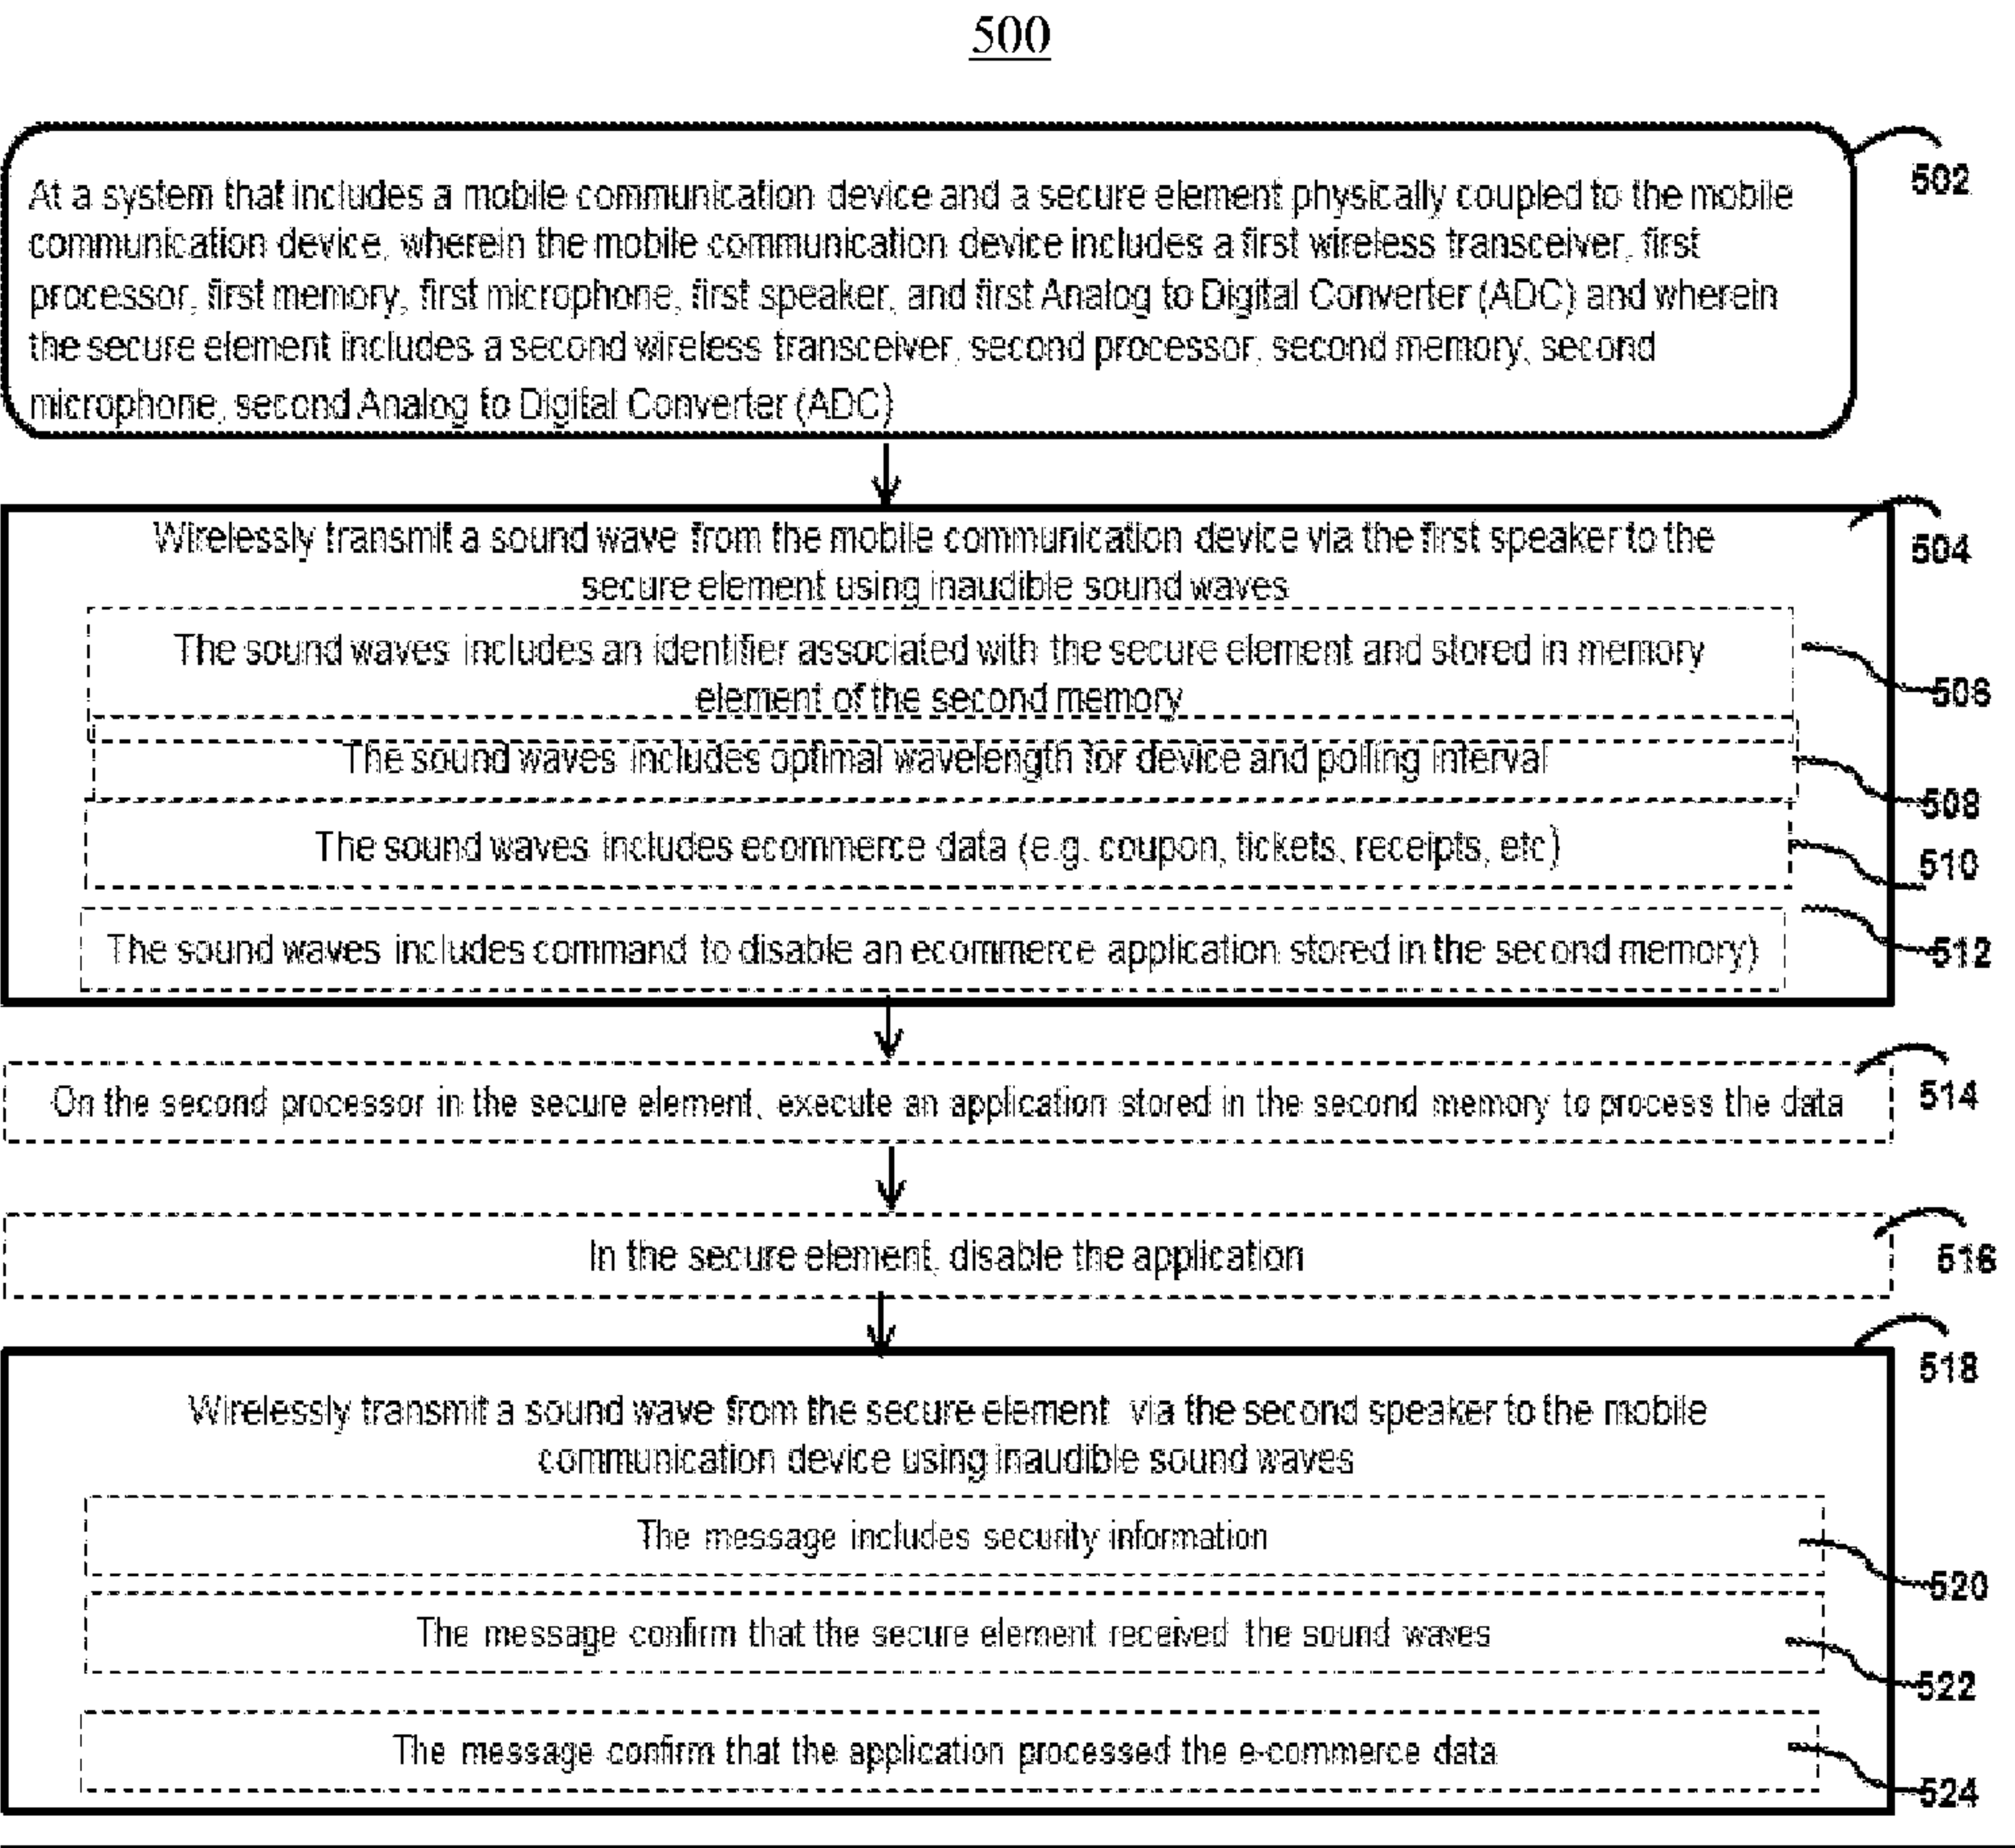 500
At a system that includes a mobile communication device and a secure element physically coupled to the mobile
communication device, wherein the mobile communication device includes a first wireless transceiver, first
processor, first memory, first microphone, first speaker, and first Analog to Digital Converter (ADC) and wherein
the secure element includes a second wireless transceiver, second processor, second memory, second
microphone, second Analog to Digital Converter (ADC)
502
Wirelessly transmit a sound wave from the mobile communication device via the first speaker to the
secure element using inaudible sound waves
504
The sound waves includes an identifier associated with the secure element and stored in memory
element of the second memory
506
The sound waves includes optimal wavelength for device and polling interval
508
The sound waves includes ecommerce data (e.g. coupon, tickets, receipts, etc)
510
The sound waves includes command to disable an ecommerce application stored in the second memory)
512
On the second processor in the secure element, execute an application stored in the second memory to process the data
514
In the secure element, disable the application
516
Wirelessly transmit a sound wave from the secure element via the second speaker to the mobile
communication device using inaudible sound waves
518
The message includes security information
520
The message confirm that the secure element received the sound waves
522
The message confirm that the application processed the e-commerce data
524